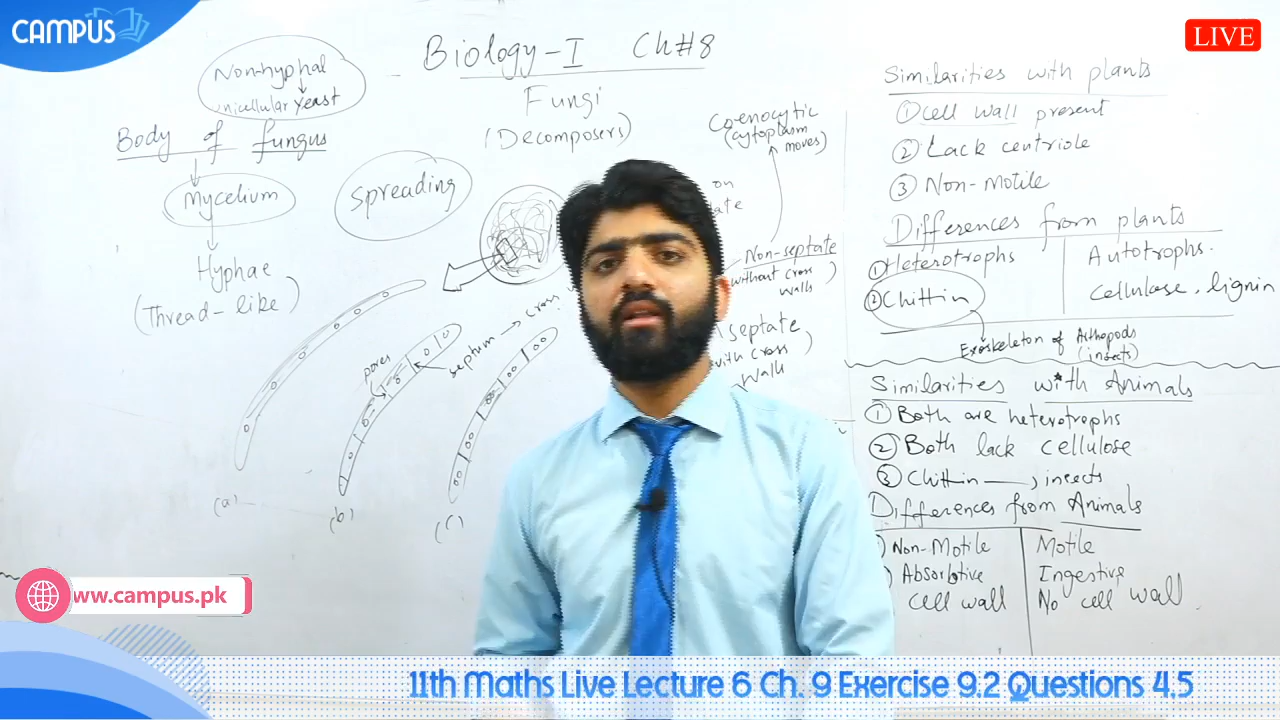 CAMPUS
LIVE
Biology-I Ch#8
Fungi
(Decomposers)
Non-hyphal
unicellular Yeast
Body of fungus
Mycelium
Hyphae
(Thread-like)
Spreading
pores
septum → cross
(a)
(b)
(c)
Coenocytic
(cytoplasm
moves)
Non-septate
without cross
walls)
septate
with cross
walls
Similarities with plants
① Cell wall present
② Lack centriole
③ Non-Motile
Differences from plants
① Heterotrophs
Autotrophs.
② Chittin
cellulase, lignin
Exoskeleton of Arthopods
(insects)
Similarities with Animals
① Both are heterotrophs
② Both lack cellulose
③ Chittin —, insects
Differences from Animals
Non-Motile
Motile
Absorbtive
Ingestive
Cell wall
No cell wall
www.campus.pk
11th Maths Live Lecture 6 Ch. 9 Exercise 9.2 Questions 4,5